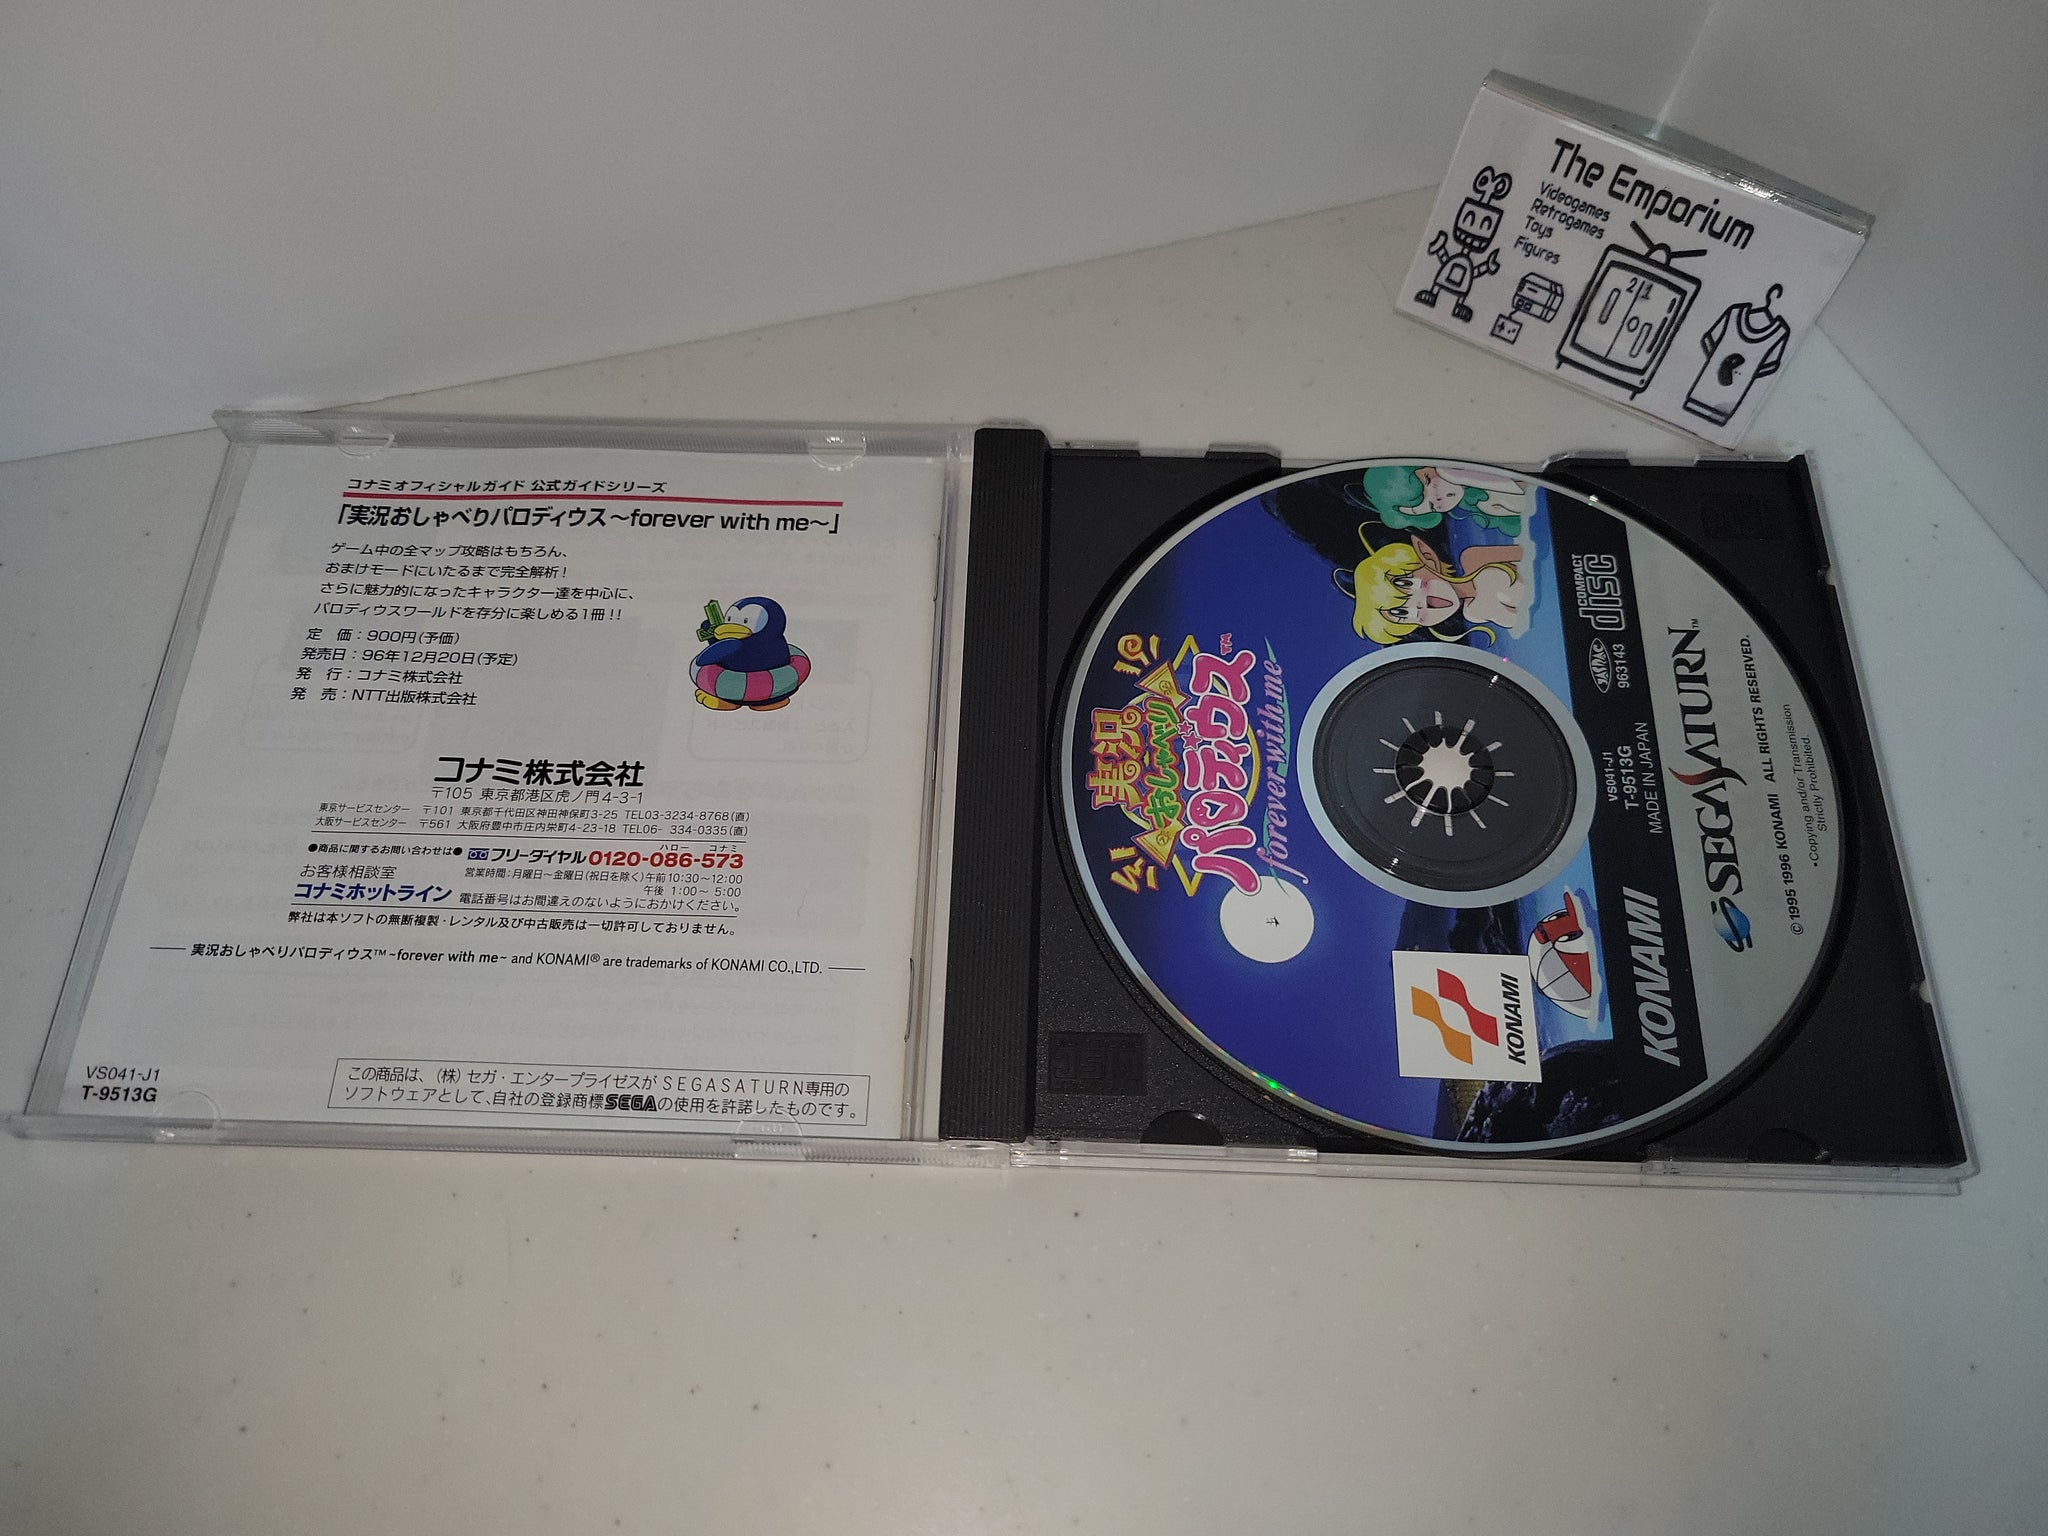 The Emporium
Videogames
Retrogames
Toys
Figures
21
コナミオフィシャルガイド 公式ガイドシリーズ
「実況おしゃべりパロディウス～forever with me～」
ゲーム中の全マップ攻略はもちろん、
おまけモードにいたるまで完全解析！
さらに魅力的になったキャラクター達を中心に、
パロディウスワールドを存分に楽しめる1冊！！
定　価：900円(予価)
発売日：96年12月20日(予定)
発　行：コナミ株式会社
発　売：NTT出版株式会社
コナミ株式会社
〒105 東京都港区虎ノ門4-3-1
東京サービスセンター 〒101 東京都千代田区神田神保町3-25 TEL03-3234-8768(直)
大阪サービスセンター 〒561 大阪府豊中市庄内栄町4-23-18 TEL06- 334-0335(直)
ハロー コナミ
●商品に関するお問い合わせは● フリーダイヤル 0120-086-573
お客様相談室 営業時間：月曜日～金曜日(祝日を除く)午前10:30～12:00
午後 1:00～ 5:00
コナミホットライン 電話番号はお間違えのないようにおかけください。
弊社は本ソフトの無断複製・レンタル及び中古販売は一切許可しておりません。
実況おしゃべりパロディウス™ ~forever with me~ and KONAMI® are trademarks of KONAMI CO.,LTD.
VS041-J1
T-9513G
この商品は、(株)セガ・エンタープライゼスがSEGASATURN専用の
ソフトウェアとして、自社の登録商標SEGAの使用を許諾したものです。
実況
おしゃべり
パロディウス™
forever with me
KONAMI
COMPACT
disc
JASRAC
963143
VS041-J1
T-9513G
MADE IN JAPAN
KONAMI
SEGA SATURN™
© 1995 1996 KONAMI ALL RIGHTS RESERVED.
• Copying and/or Transmission
Strictly Prohibited.